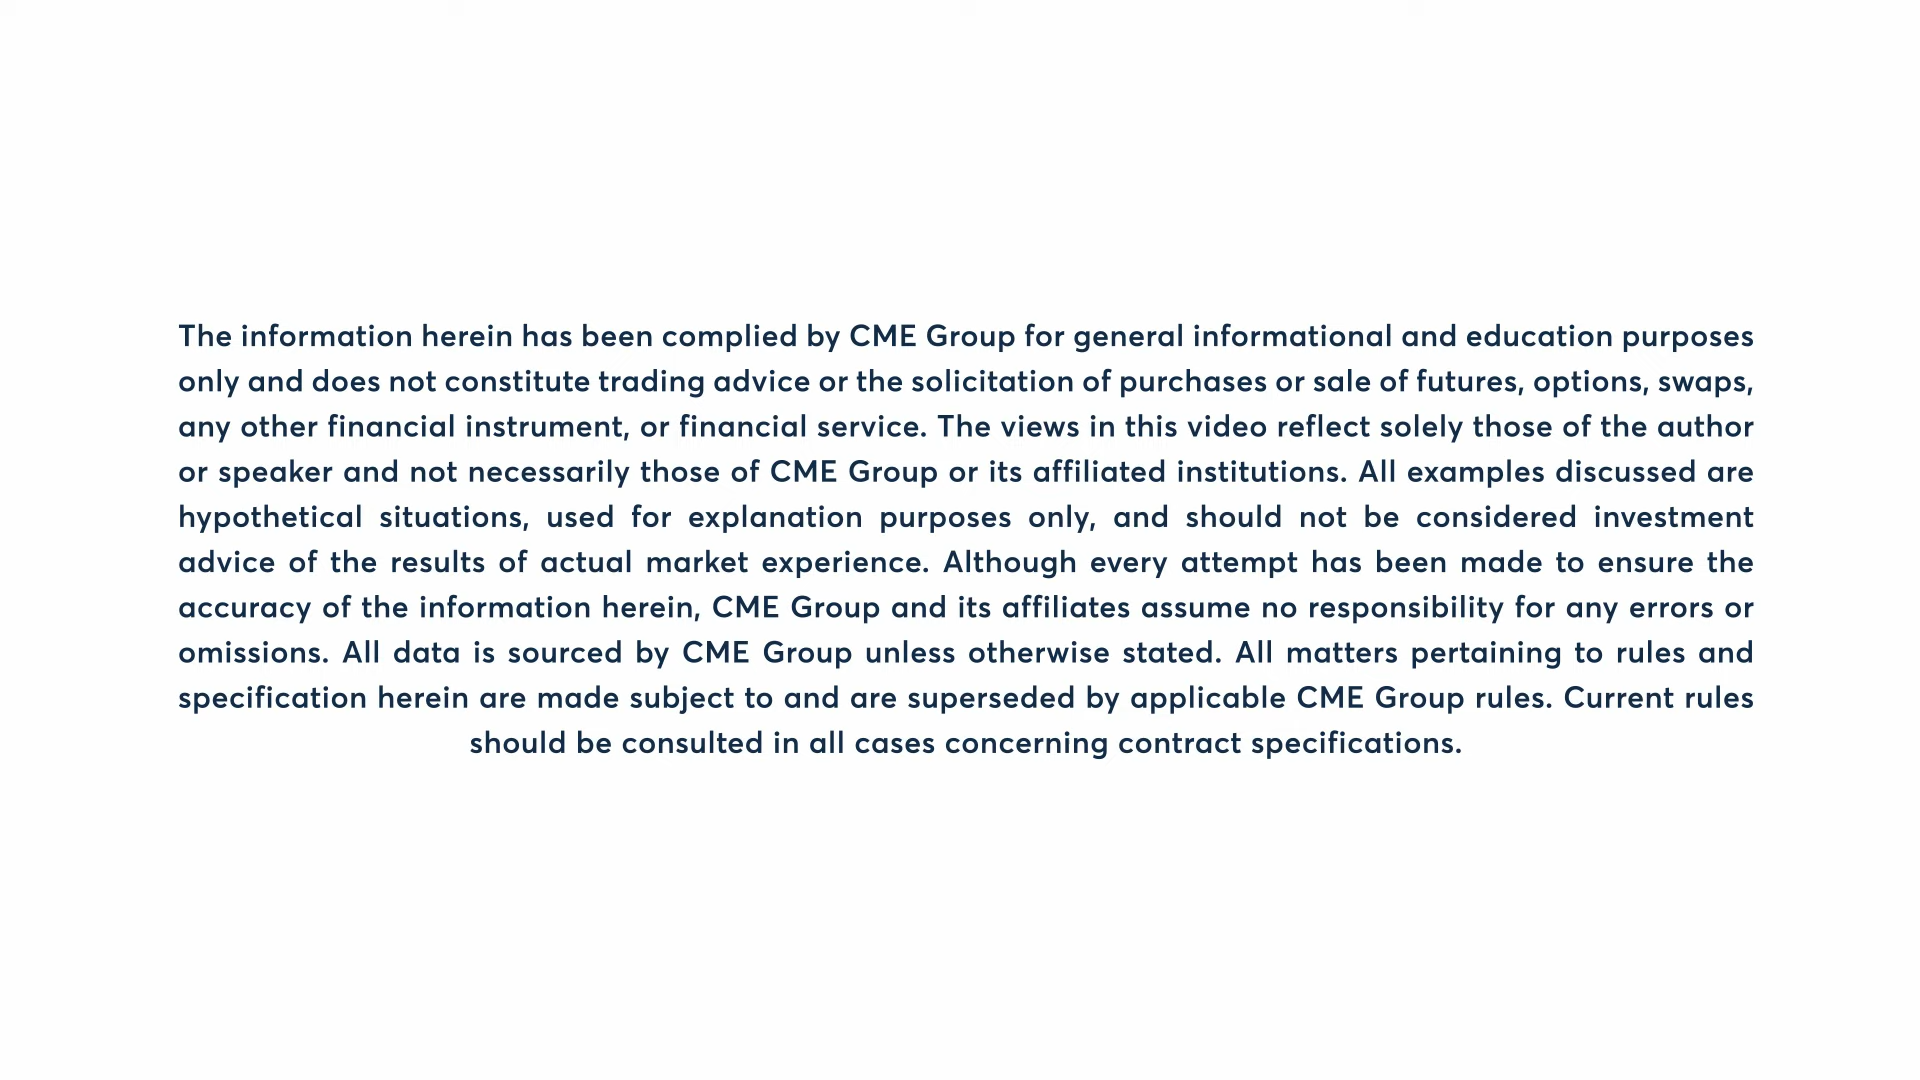 The information herein has been complied by CME Group for general informational and education purposes
only and does not constitute trading advice or the solicitation of purchases or sale of futures, options, swaps,
any other financial instrument, or financial service. The views in this video reflect solely those of the author
or speaker and not necessarily those of CME Group or its affiliated institutions. All examples discussed are
hypothetical situations, used for explanation purposes only, and should not be considered investment
advice of the results of actual market experience. Although every attempt has been made to ensure the
accuracy of the information herein, CME Group and its affiliates assume no responsibility for any errors or
omissions. All data is sourced by CME Group unless otherwise stated. All matters pertaining to rules and
specification herein are made subject to and are superseded by applicable CME Group rules. Current rules
should be consulted in all cases concerning contract specifications.